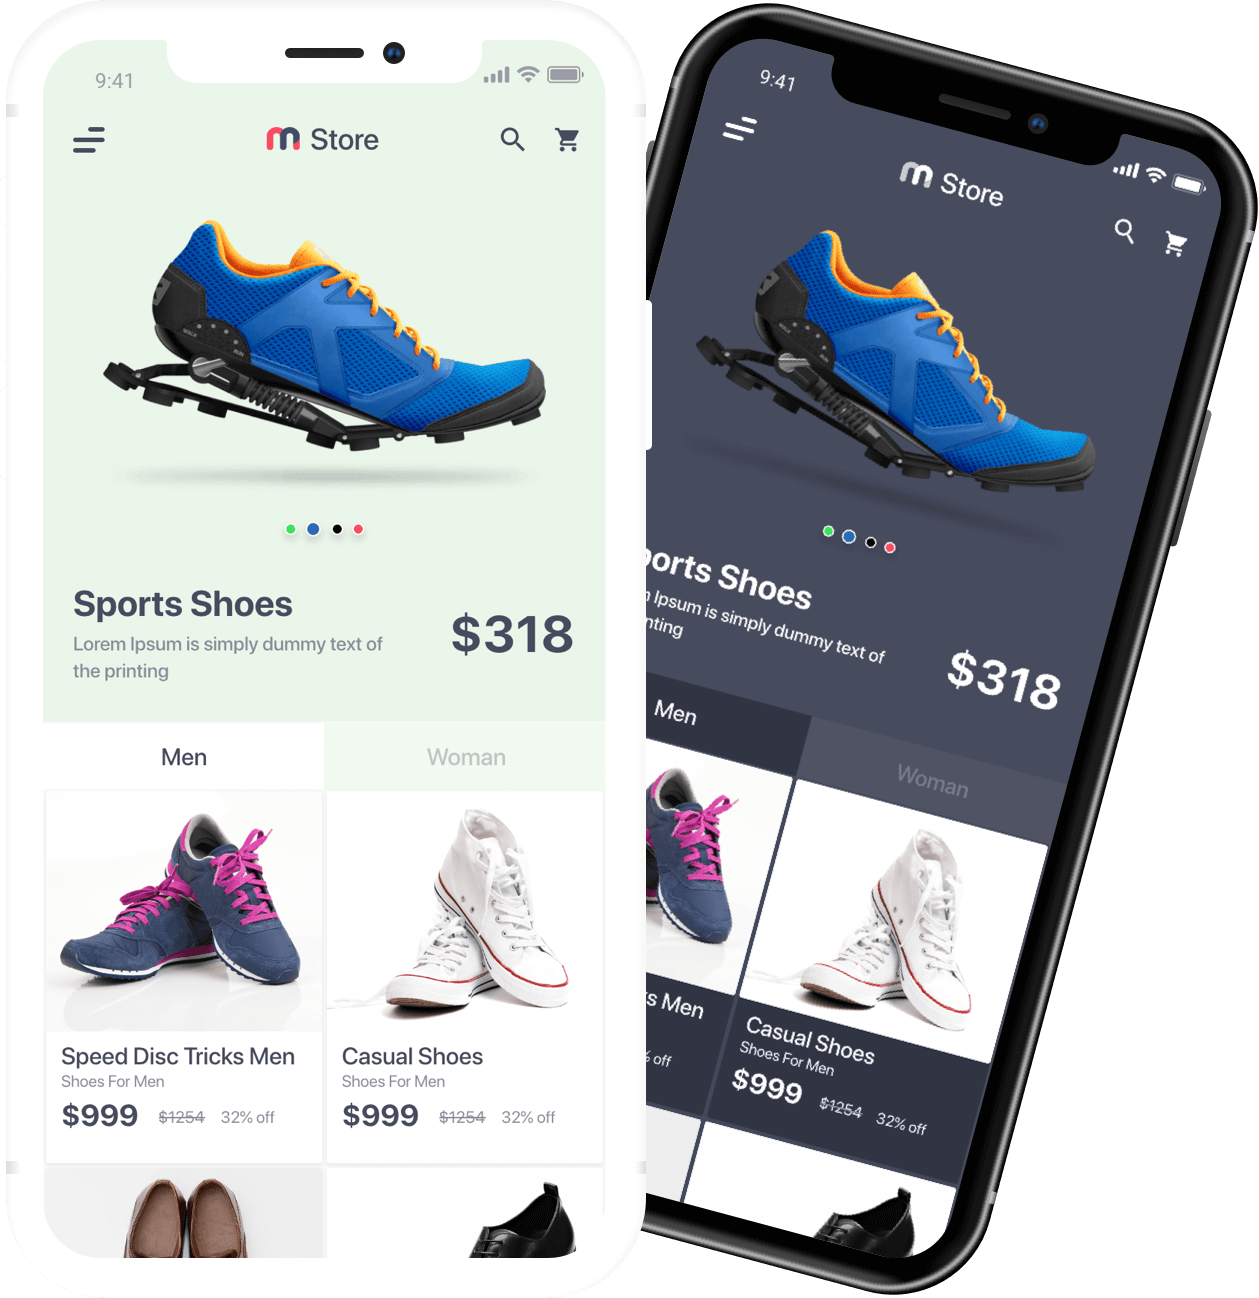 9:41
m Store
Sports Shoes
Lorem Ipsum is simply dummy text of
the printing
$318
Men
Woman
Speed Disc Tricks Men
Shoes For Men
$999 $1254 32% off
Casual Shoes
Shoes For Men
$999 $1254 32% off
9:41
m Store
ports Shoes
Ipsum is simply dummy text of
nting
$318
Men
Woman
s Men
% off
Casual Shoes
Shoes For Men
$999 $1254 32% off